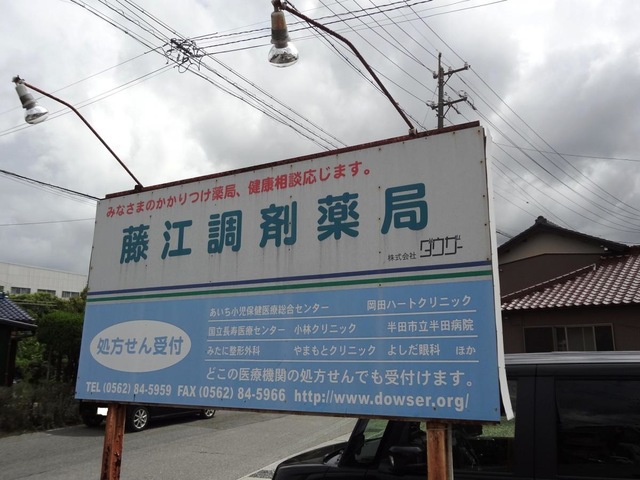 みなさまのかかりつけ薬局、健康相談応じます。
藤江調剤薬局
株式会社 ダウザー
処方せん受付
あいち小児保健医療総合センター 岡田ハートクリニック
国立長寿医療センター 小林クリニック 半田市立半田病院
みたに整形外科 やまもとクリニック よしだ眼科 ほか
どこの医療機関の処方せんでも受付けます。
TEL (0562) 84-5959 FAX (0562) 84-5966 http://www.dowser.org/